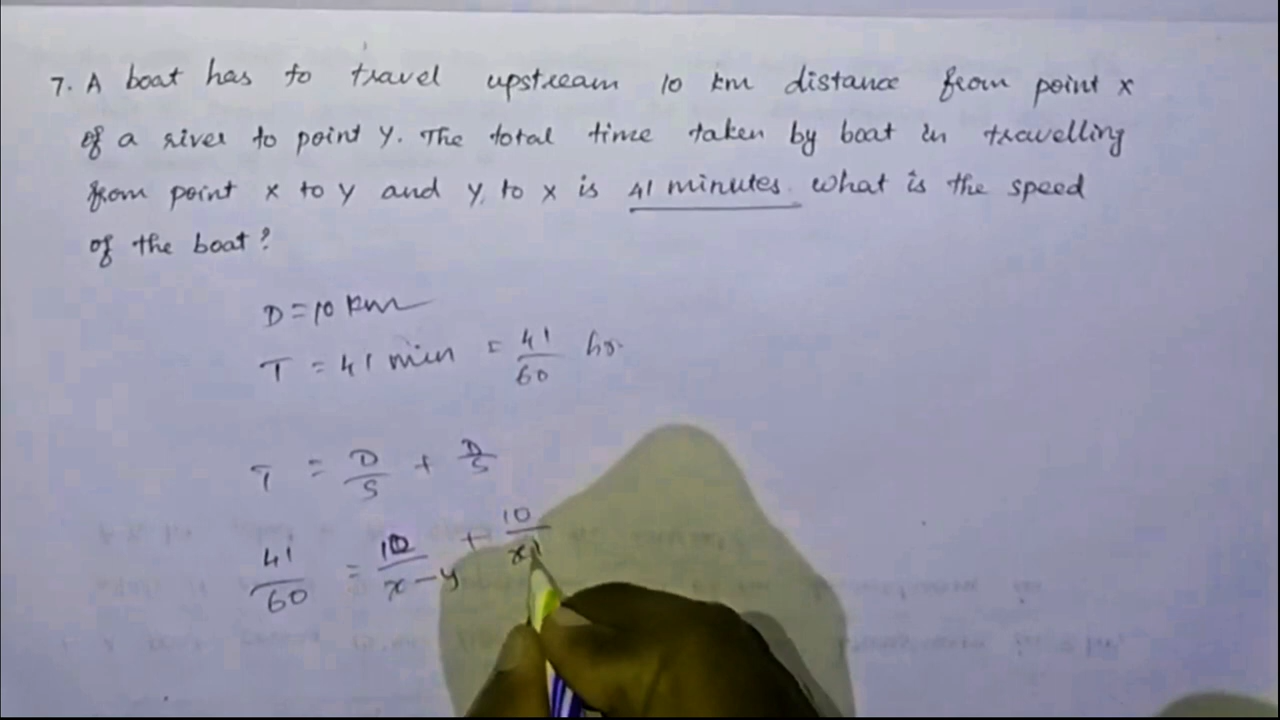 7. A boat has to travel upstream 10 km distance from point x
of a river to point y. The total time taken by boat in travelling
from point x to y and y, to x is 41 minutes. What is the speed
of the boat?
D = 10 km
T = 41 min = 41/60 hr.
T = D/S + D/S
41/60 = 10/x-y + 10/x